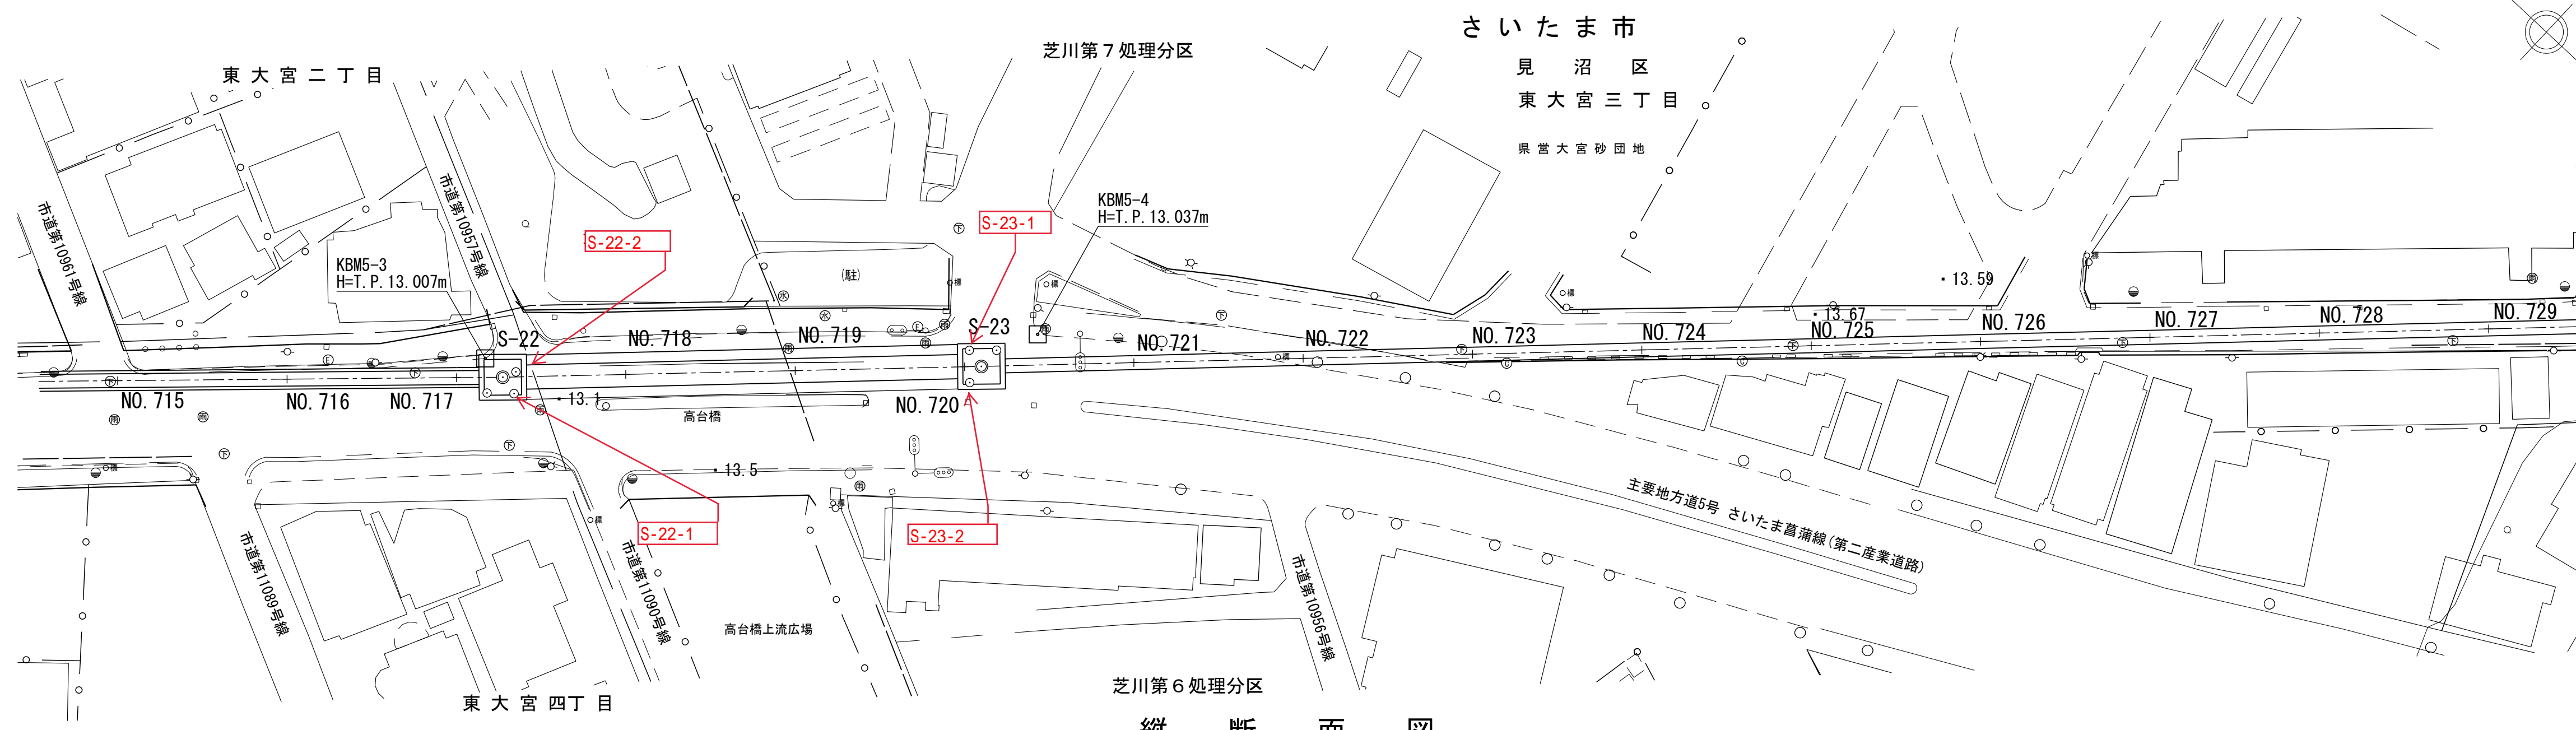 さいたま市
芝川第7処理分区
見沼区
東大宮二丁目
東大宮三丁目
県営大宮砂団地
市道第10961号線
市道第10957号線
KBM5-4
H=T.P.13.037m
S-23-1
S-22-2
KBM5-3
H=T.P.13.007m
(駐)
標
標
標
標
13.59
13.67
S-22
NO.718
NO.719
S-23
NO.721
NO.722
NO.723
NO.724
NO.725
NO.726
NO.727
NO.728
NO.729
NO.715
NO.716
NO.717
13.1
高台橋
NO.720
13.5
S-22-1
S-23-2
主要地方道5号 さいたま菖蒲線(第二産業道路)
市道第11089号線
市道第11090号線
市道第10956号線
高台橋上流広場
芝川第6処理分区
東大宮四丁目
縦断面図